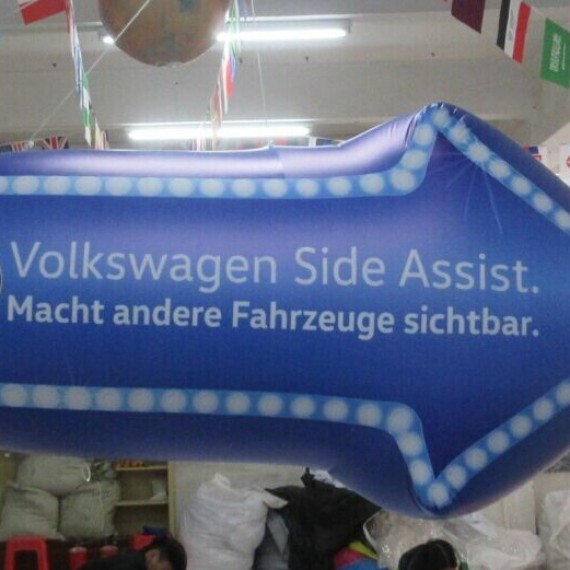 Volkswagen Side Assist.
Macht andere Fahrzeuge sichtbar.